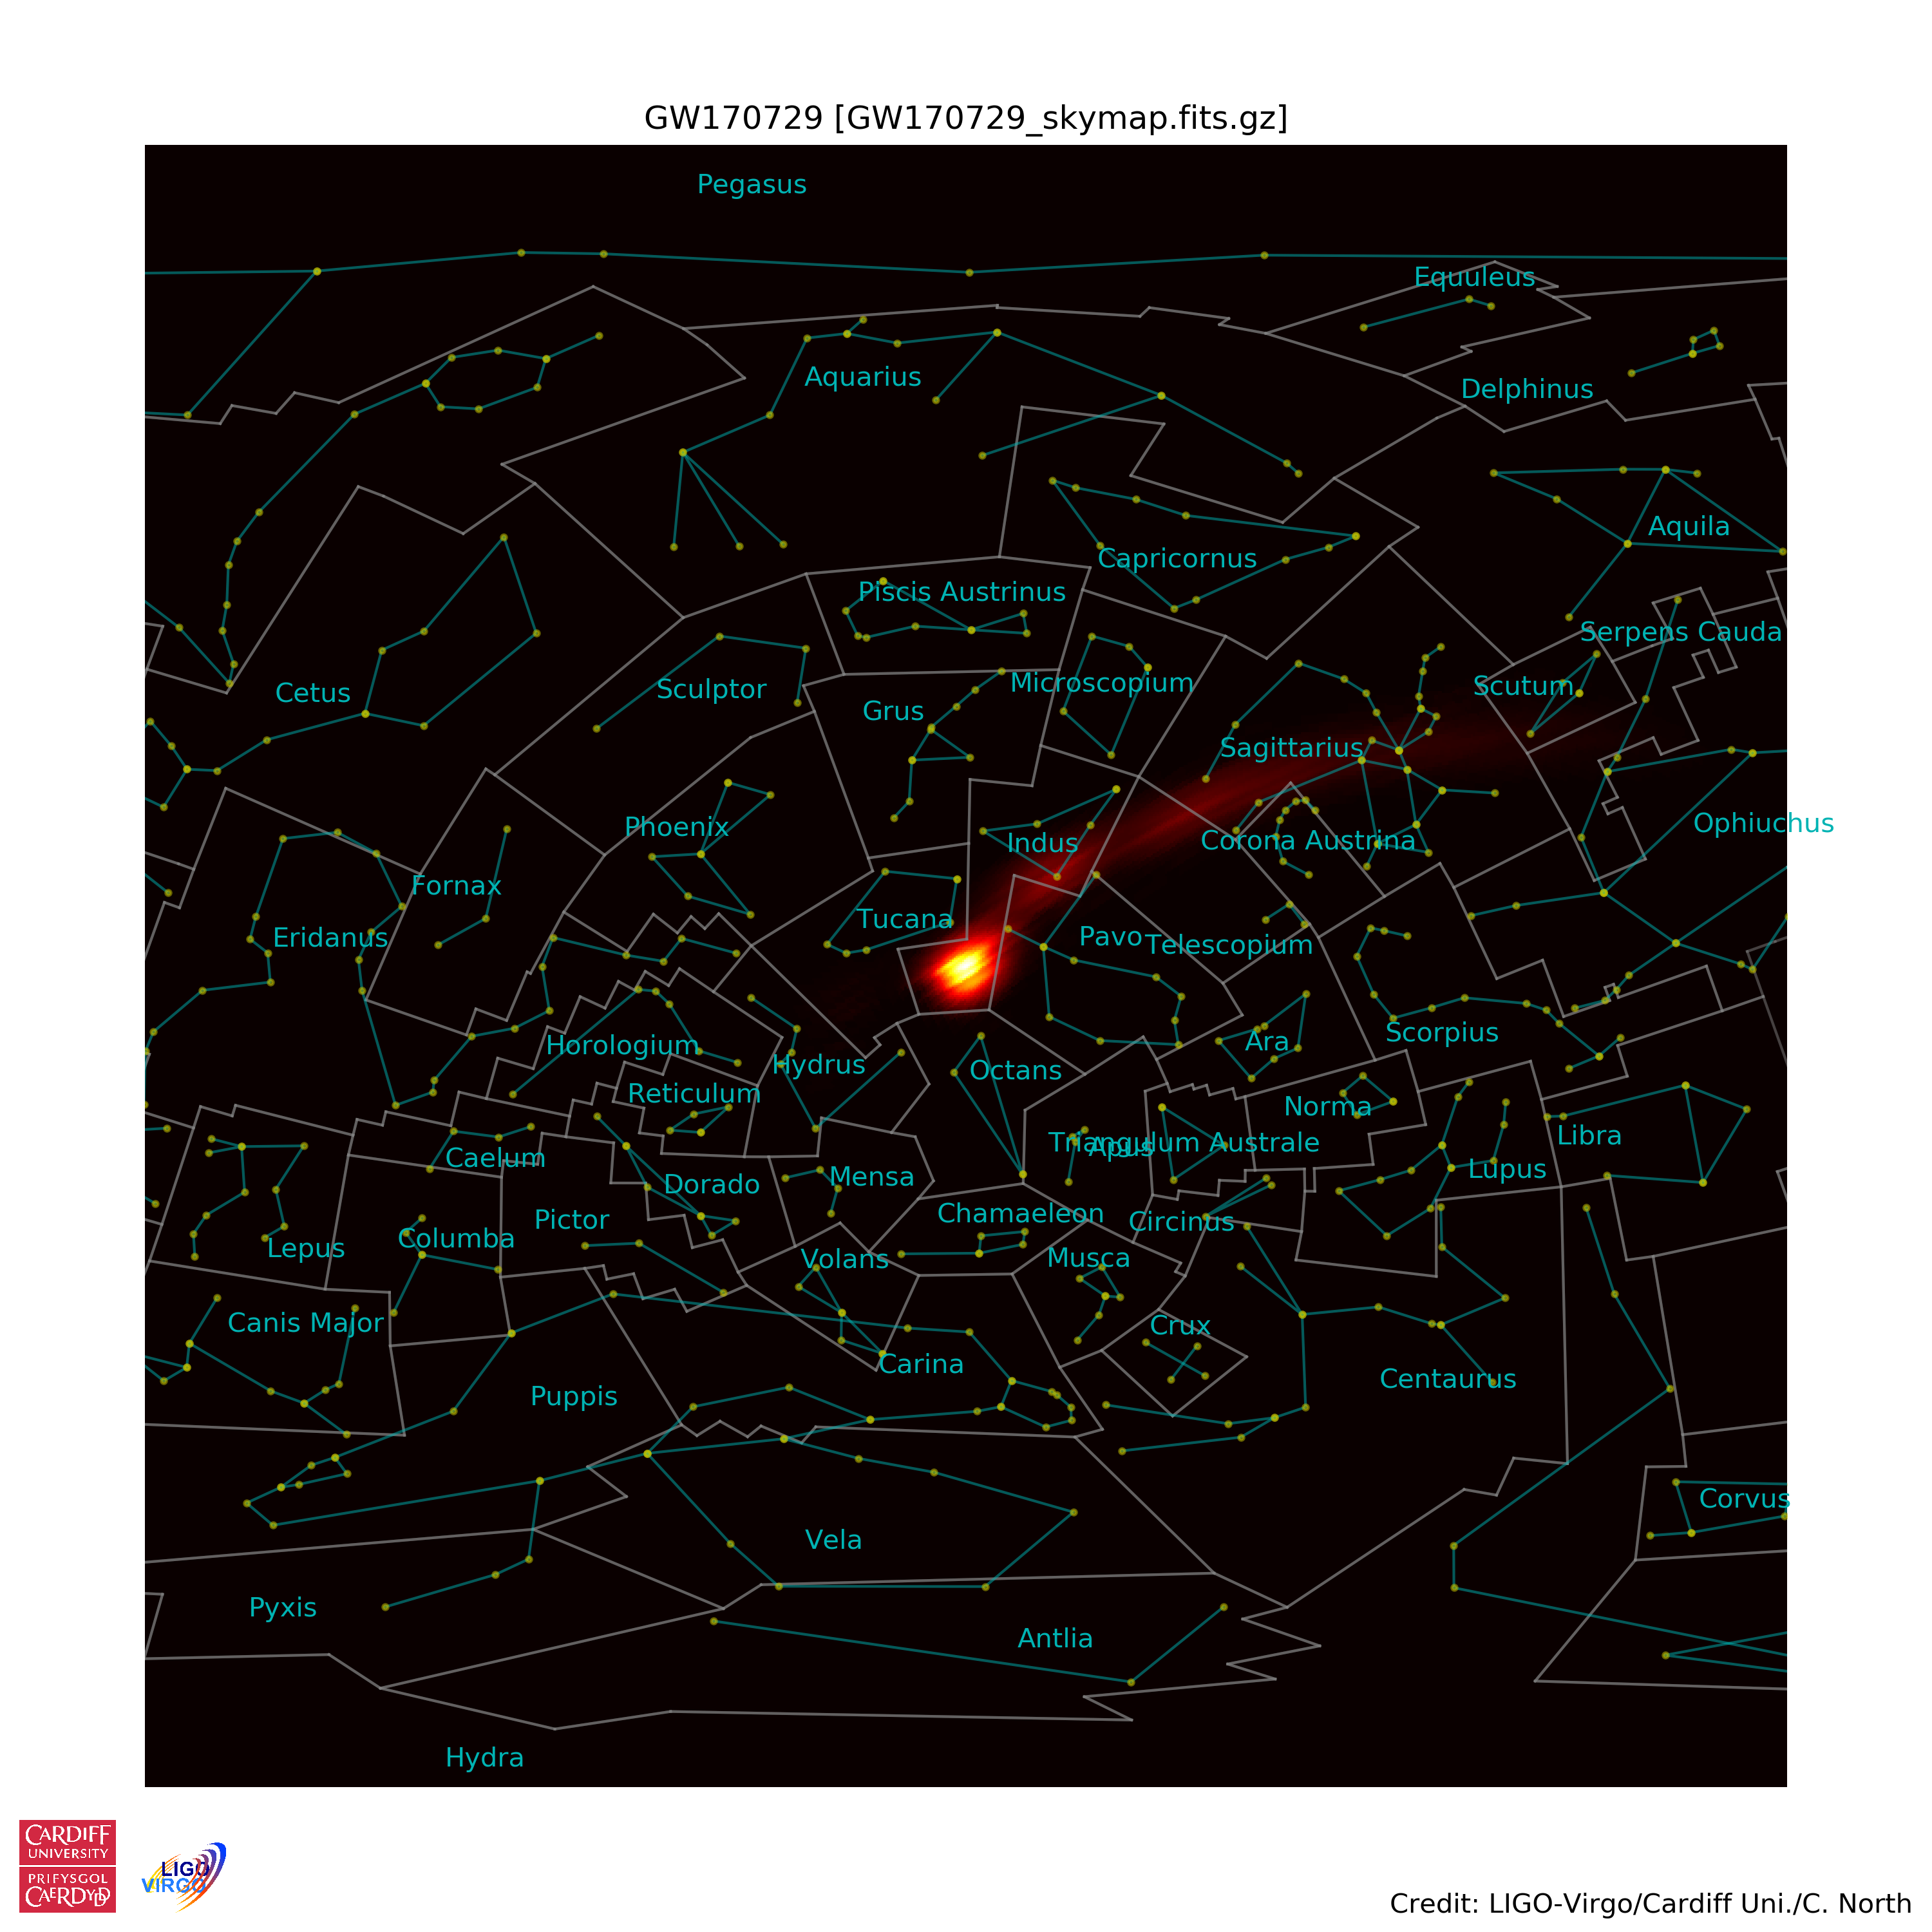 GW170729 [GW170729_skymap.fits.gz]
Pegasus
Equuleus
Aquarius
Delphinus
Aquila
Capricornus
Piscis Austrinus
Serpens Cauda
Cetus
Sculptor
Microscopium
Scutum
Grus
Sagittarius
Phoenix
Indus
Corona Austrina
Ophiuchus
Fornax
Tucana
Eridanus
Pavo
Telescopium
Scorpius
Horologium
Ara
Hydrus
Octans
Reticulum
Norma
Triangulum Australe
Apus
Libra
Caelum
Mensa
Lupus
Dorado
Pictor
Chamaeleon
Circinus
Columba
Lepus
Volans
Musca
Canis Major
Crux
Carina
Centaurus
Puppis
Corvus
Vela
Pyxis
Antlia
Hydra
CARDIFF
UNIVERSITY
PRIFYSGOL
CAERDYDD
LIGO
VIRGO
Credit: LIGO-Virgo/Cardiff Uni./C. North